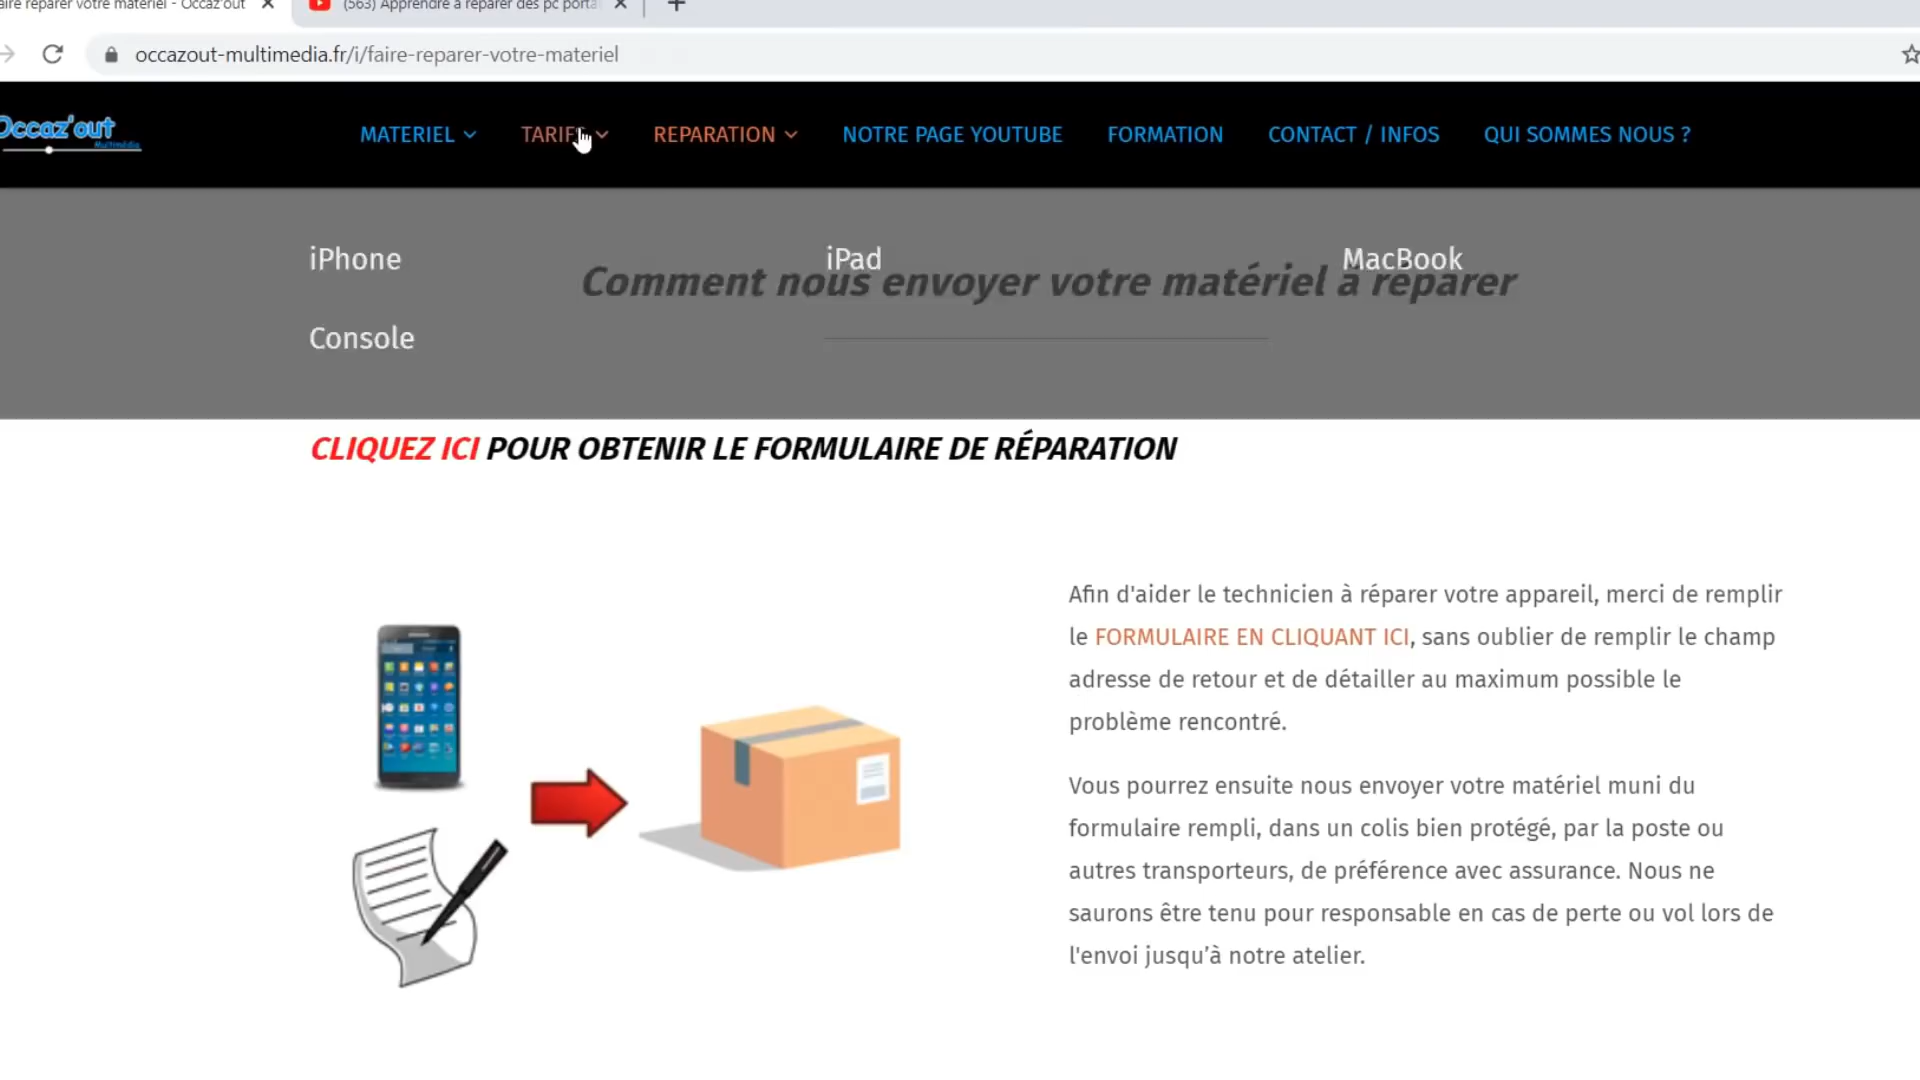 faire réparer votre matériel - Occaz'out
(563) Apprendre à réparer des pc porta
occazout-multimedia.fr/i/faire-reparer-votre-materiel
Occaz'out
Multimédia
MATERIEL
TARIFS
REPARATION
NOTRE PAGE YOUTUBE
FORMATION
CONTACT / INFOS
QUI SOMMES NOUS ?
iPhone
iPad
MacBook
Comment nous envoyer votre matériel à réparer
Console
CLIQUEZ ICI POUR OBTENIR LE FORMULAIRE DE RÉPARATION
Afin d'aider le technicien à réparer votre appareil, merci de remplir
le FORMULAIRE EN CLIQUANT ICI, sans oublier de remplir le champ
adresse de retour et de détailler au maximum possible le
problème rencontré.
Vous pourrez ensuite nous envoyer votre matériel muni du
formulaire rempli, dans un colis bien protégé, par la poste ou
autres transporteurs, de préférence avec assurance. Nous ne
saurons être tenu pour responsable en cas de perte ou vol lors de
l'envoi jusqu'à notre atelier.